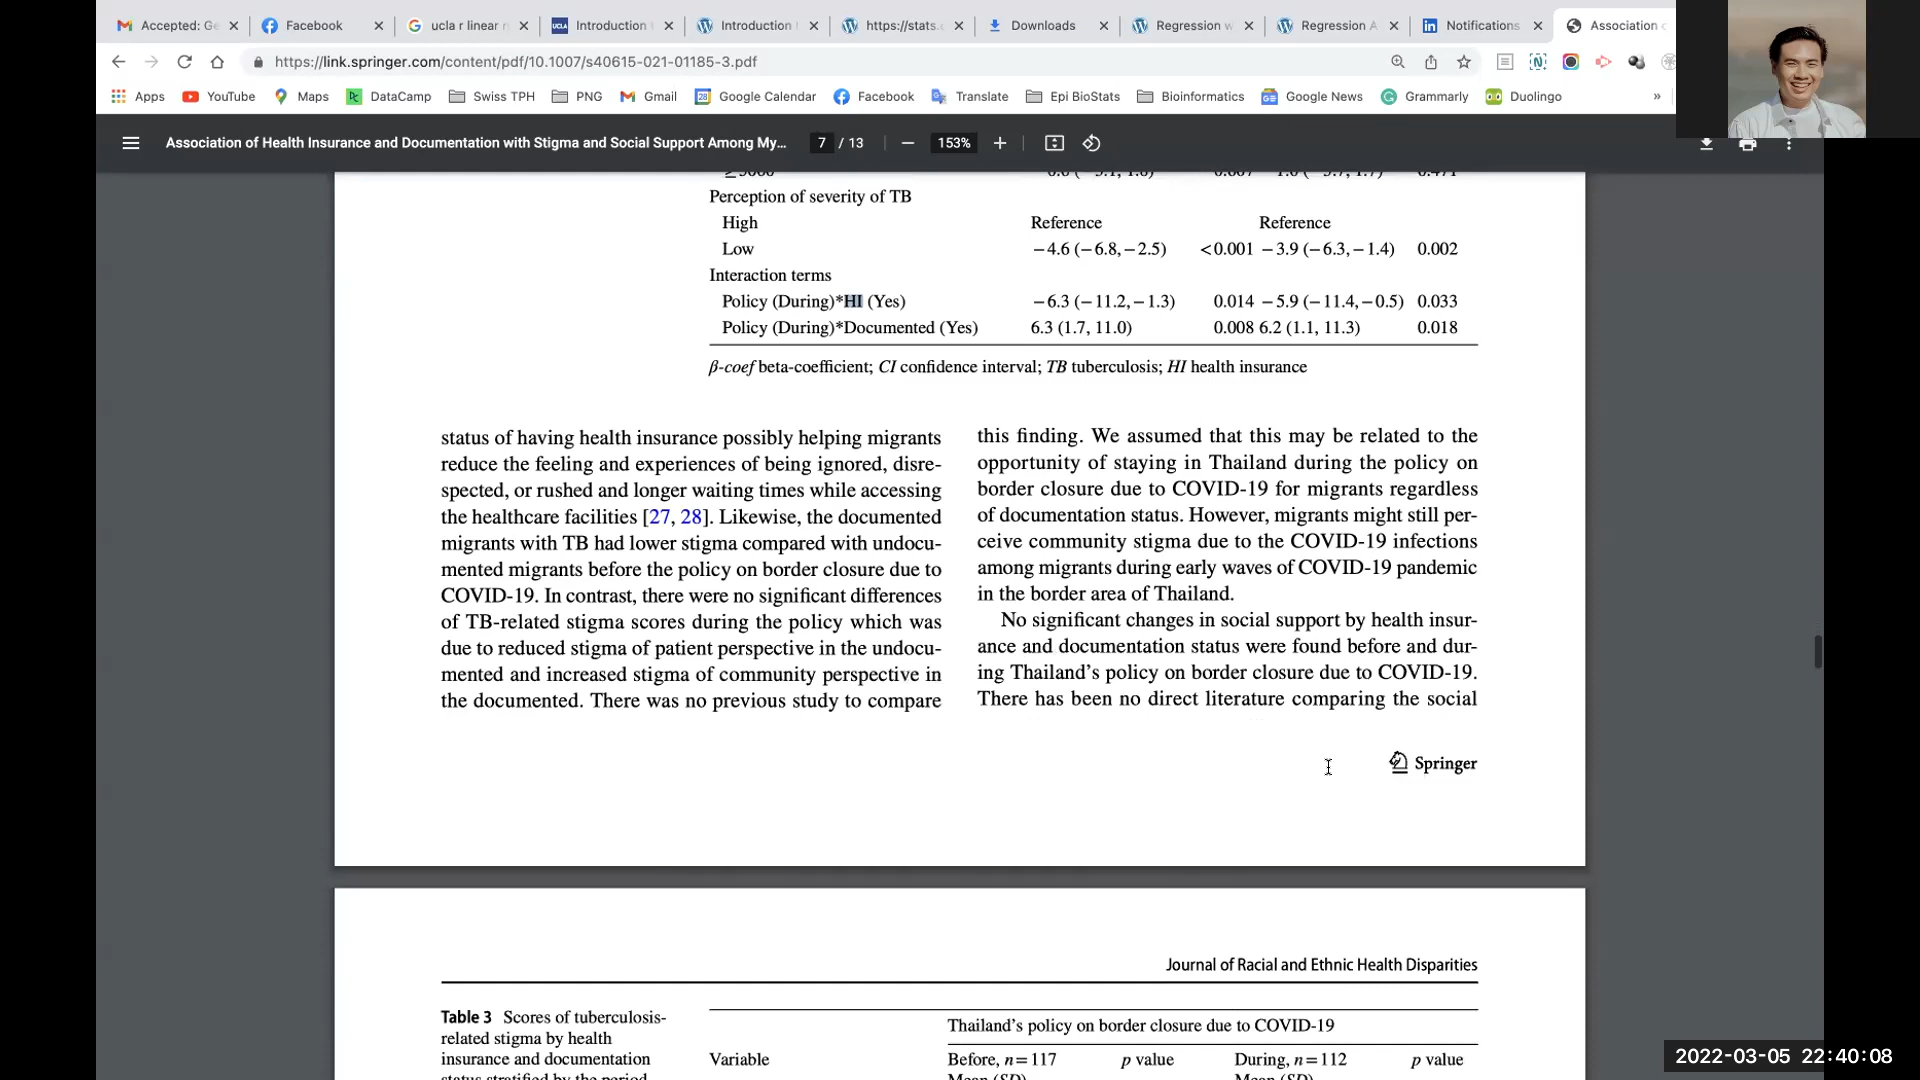 Accepted: Ge
Facebook
ucla r linear r
UCLA
Introduction
Introduction
https://stats.
Downloads
Regression w
Regression A
Notifications
Association
https://link.springer.com/content/pdf/10.1007/s40615-021-01185-3.pdf
Apps
YouTube
Maps
DataCamp
Swiss TPH
PNG
Gmail
Google Calendar
Facebook
Translate
Epi BioStats
Bioinformatics
Google News
Grammarly
Duolingo
»
Association of Health Insurance and Documentation with Stigma and Social Support Among My...
7 / 13
153%
Perception of severity of TB
High Reference Reference
Low −4.6 (−6.8, −2.5) <0.001 −3.9 (−6.3, −1.4) 0.002
Interaction terms
Policy (During)*HI (Yes) −6.3 (−11.2, −1.3) 0.014 −5.9 (−11.4, −0.5) 0.033
Policy (During)*Documented (Yes) 6.3 (1.7, 11.0) 0.008 6.2 (1.1, 11.3) 0.018
β-coef beta-coefficient; CI confidence interval; TB tuberculosis; HI health insurance
status of having health insurance possibly helping migrants
reduce the feeling and experiences of being ignored, disre-
spected, or rushed and longer waiting times while accessing
the healthcare facilities [27, 28]. Likewise, the documented
migrants with TB had lower stigma compared with undocu-
mented migrants before the policy on border closure due to
COVID-19. In contrast, there were no significant differences
of TB-related stigma scores during the policy which was
due to reduced stigma of patient perspective in the undocu-
mented and increased stigma of community perspective in
the documented. There was no previous study to compare
this finding. We assumed that this may be related to the
opportunity of staying in Thailand during the policy on
border closure due to COVID-19 for migrants regardless
of documentation status. However, migrants might still per-
ceive community stigma due to the COVID-19 infections
among migrants during early waves of COVID-19 pandemic
in the border area of Thailand.
No significant changes in social support by health insur-
ance and documentation status were found before and dur-
ing Thailand's policy on border closure due to COVID-19.
There has been no direct literature comparing the social
Springer
Journal of Racial and Ethnic Health Disparities
Table 3 Scores of tuberculosis-
related stigma by health
insurance and documentation
status stratified by the period
Thailand's policy on border closure due to COVID-19
Variable Before, n=117 p value During, n=112 p value
Mean (SD) Mean (SD)
2022-03-05 22:40:08